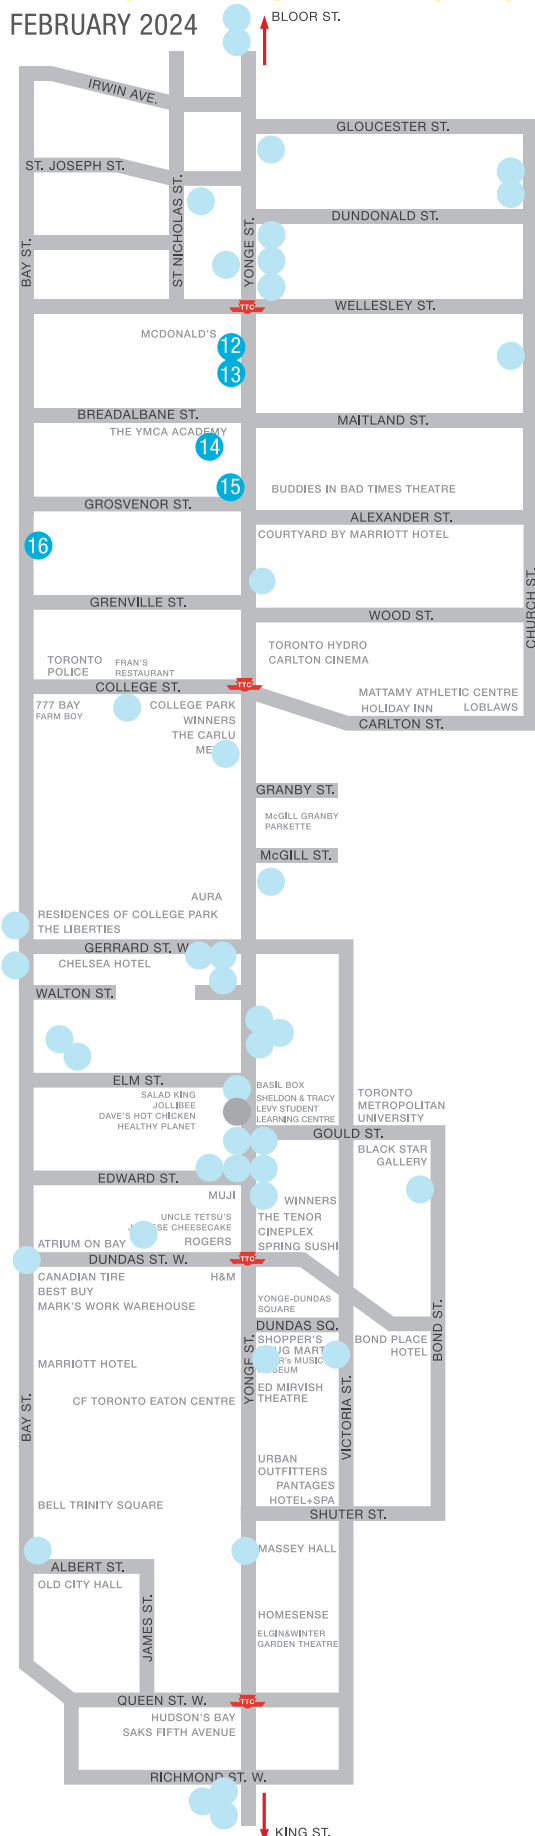 FEBRUARY 2024
BLOOR ST.
IRWIN AVE.
GLOUCESTER ST.
ST. JOSEPH ST.
ST NICHOLAS ST.
DUNDONALD ST.
BAY ST.
YONGE ST.
TTC
WELLESLEY ST.
MCDONALD'S
12
13
BREADALBANE ST.
MAITLAND ST.
THE YMCA ACADEMY
14
15
BUDDIES IN BAD TIMES THEATRE
GROSVENOR ST.
ALEXANDER ST.
16
COURTYARD BY MARRIOTT HOTEL
CHURCH ST.
GRENVILLE ST.
WOOD ST.
TORONTO HYDRO
CARLTON CINEMA
TORONTO
POLICE
FRAN'S
RESTAURANT
COLLEGE ST.
TTC
MATTAMY ATHLETIC CENTRE
HOLIDAY INN
LOBLAWS
CARLTON ST.
777 BAY
FARM BOY
COLLEGE PARK
WINNERS
THE CARLU
GRANBY ST.
McGILL GRANBY
PARKETTE
McGILL ST.
AURA
RESIDENCES OF COLLEGE PARK
THE LIBERTIES
GERRARD ST. W
CHELSEA HOTEL
WALTON ST.
ELM ST.
BASIL BOX
SHELDON & TRACY
LEVY STUDENT
LEARNING CENTRE
SALAD KING
JOLLIBEE
DAVE'S HOT CHICKEN
HEALTHY PLANET
TORONTO
METROPOLITAN
UNIVERSITY
GOULD ST.
BLACK STAR
GALLERY
EDWARD ST.
MUJI
WINNERS
UNCLE TETSU'S
CHEESECAKE
ROGERS
THE TENOR
CINEPLEX
SPRING SUSHI
ATRIUM ON BAY
DUNDAS ST. W.
TTC
CANADIAN TIRE
BEST BUY
MARK'S WORK WAREHOUSE
H&M
YONGE-DUNDAS
SQUARE
DUNDAS SQ.
BOND ST.
SHOPPER'S
MART
MUSIC
BOND PLACE
HOTEL
MARRIOTT HOTEL
YONGE ST.
VICTORIA ST.
BAY ST.
CF TORONTO EATON CENTRE
ED MIRVISH
THEATRE
URBAN
OUTFITTERS
PANTAGES
HOTEL+SPA
BELL TRINITY SQUARE
SHUTER ST.
MASSEY HALL
ALBERT ST.
OLD CITY HALL
JAMES ST.
HOMESENSE
ELGIN&WINTER
GARDEN THEATRE
QUEEN ST. W.
TTC
HUDSON'S BAY
SAKS FIFTH AVENUE
RICHMOND ST. W.
KING ST.